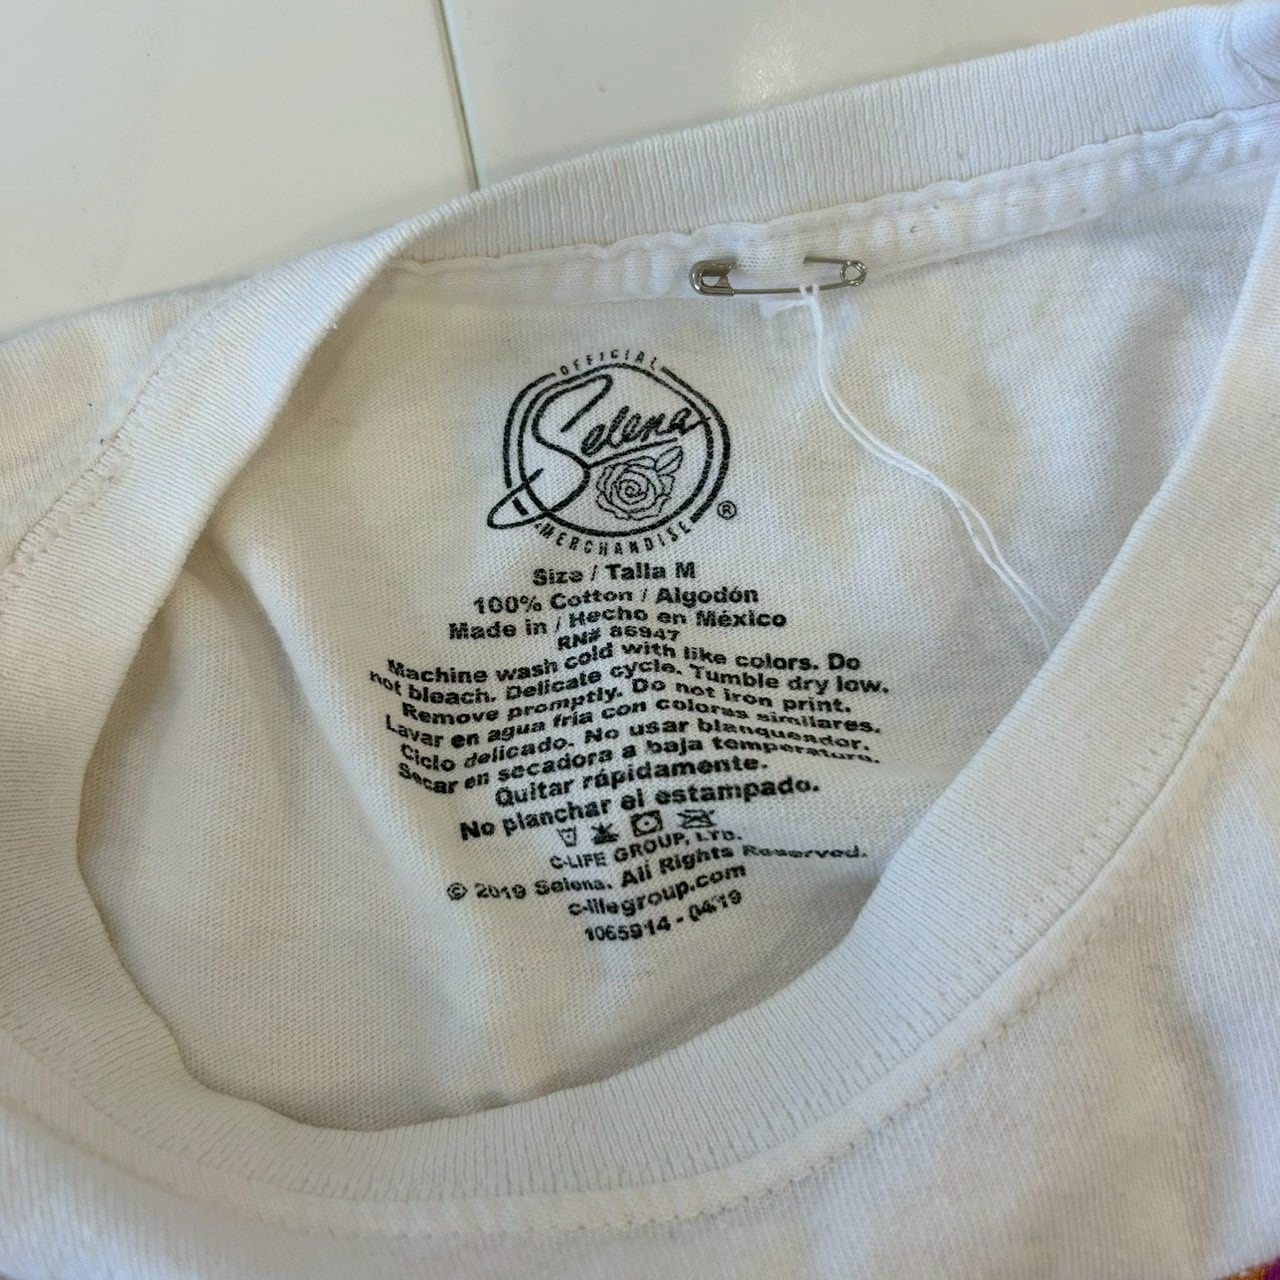 OFFICIAL
Selena
MERCHANDISE
®
Size / Talla M
100% Cotton / Algodón
Made in / Hecho en México
RN# 86947
Machine wash cold with like colors. Do
not bleach. Delicate cycle. Tumble dry low.
Remove promptly. Do not iron print.
Lavar en agua fria con colores similares.
Ciclo delicado. No usar blanqueador.
Secar en secadora a baja temperatura.
Quitar rápidamente.
No planchar el estampado.
C-LIFE GROUP, LTD.
© 2019 Selena. All Rights Reserved.
c-lifegroup.com
1065914 - 04/19